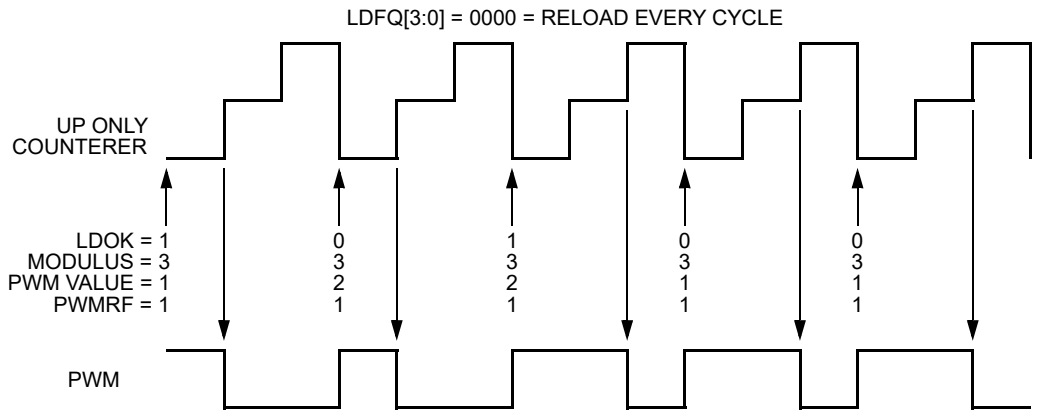 LDFQ[3:0] = 0000 = RELOAD EVERY CYCLE
UP ONLY
COUNTERER
LDOK = 1 0 1 0 0
MODULUS = 3 3 3 3 3
PWM VALUE = 1 2 2 1 1
PWMRF = 1 1 1 1 1
PWM